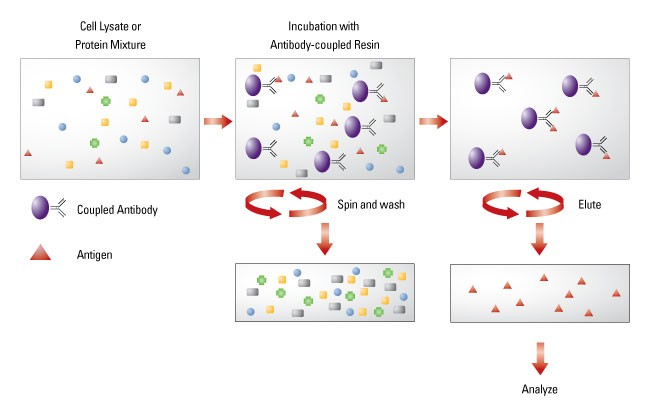 Cell Lysate or
Protein Mixture
Incubation with
Antibody-coupled Resin
Coupled Antibody
Antigen
Spin and wash
Elute
Analyze